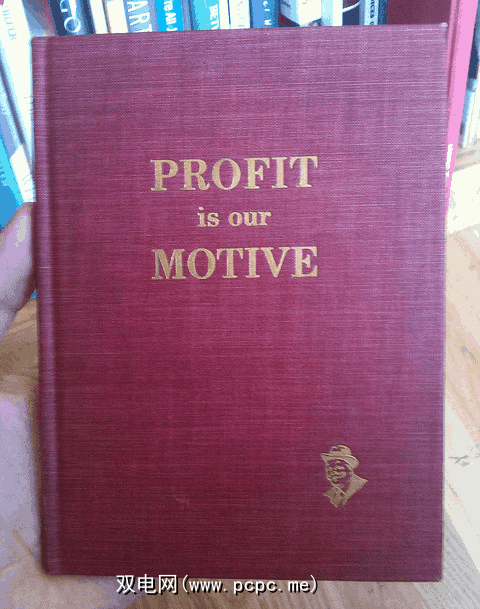 PROFIT
is our
MOTIVE
双电网(www.pcpc.me)